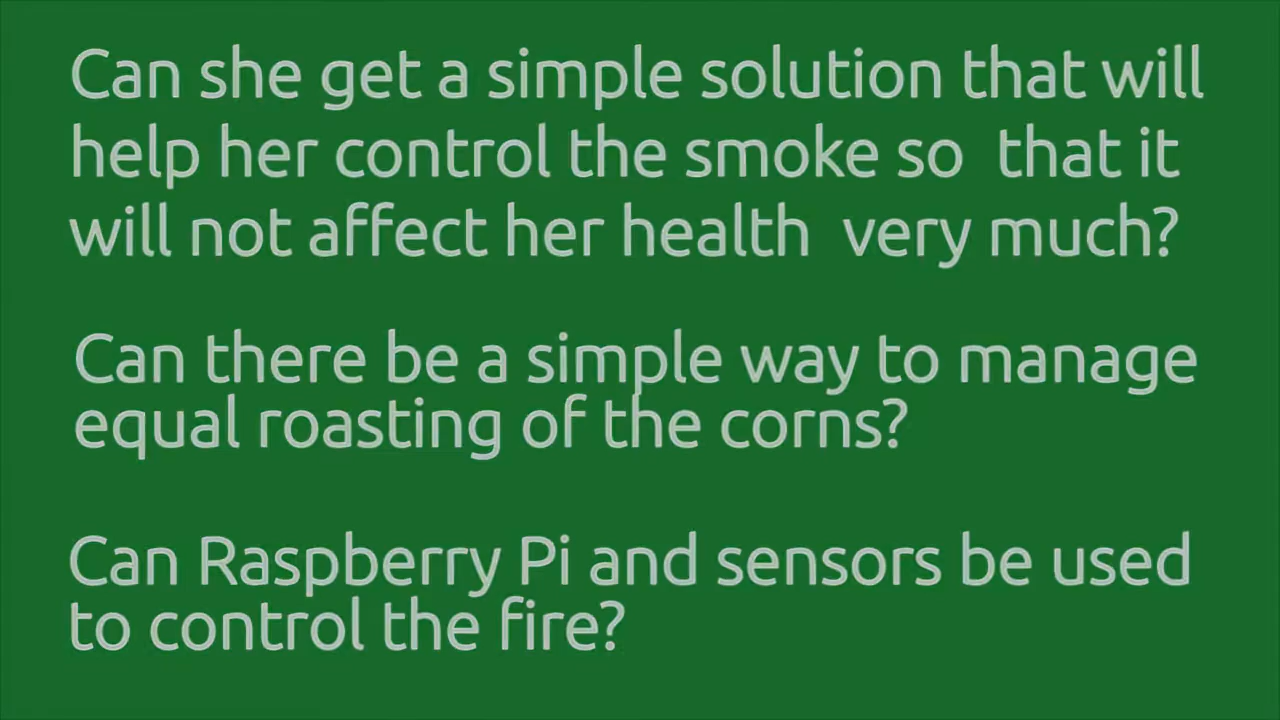 Can she get a simple solution that will
help her control the smoke so  that it
will not affect her health  very much?
Can there be a simple way to manage
equal roasting of the corns?
Can Raspberry Pi and sensors be used
to control the fire?